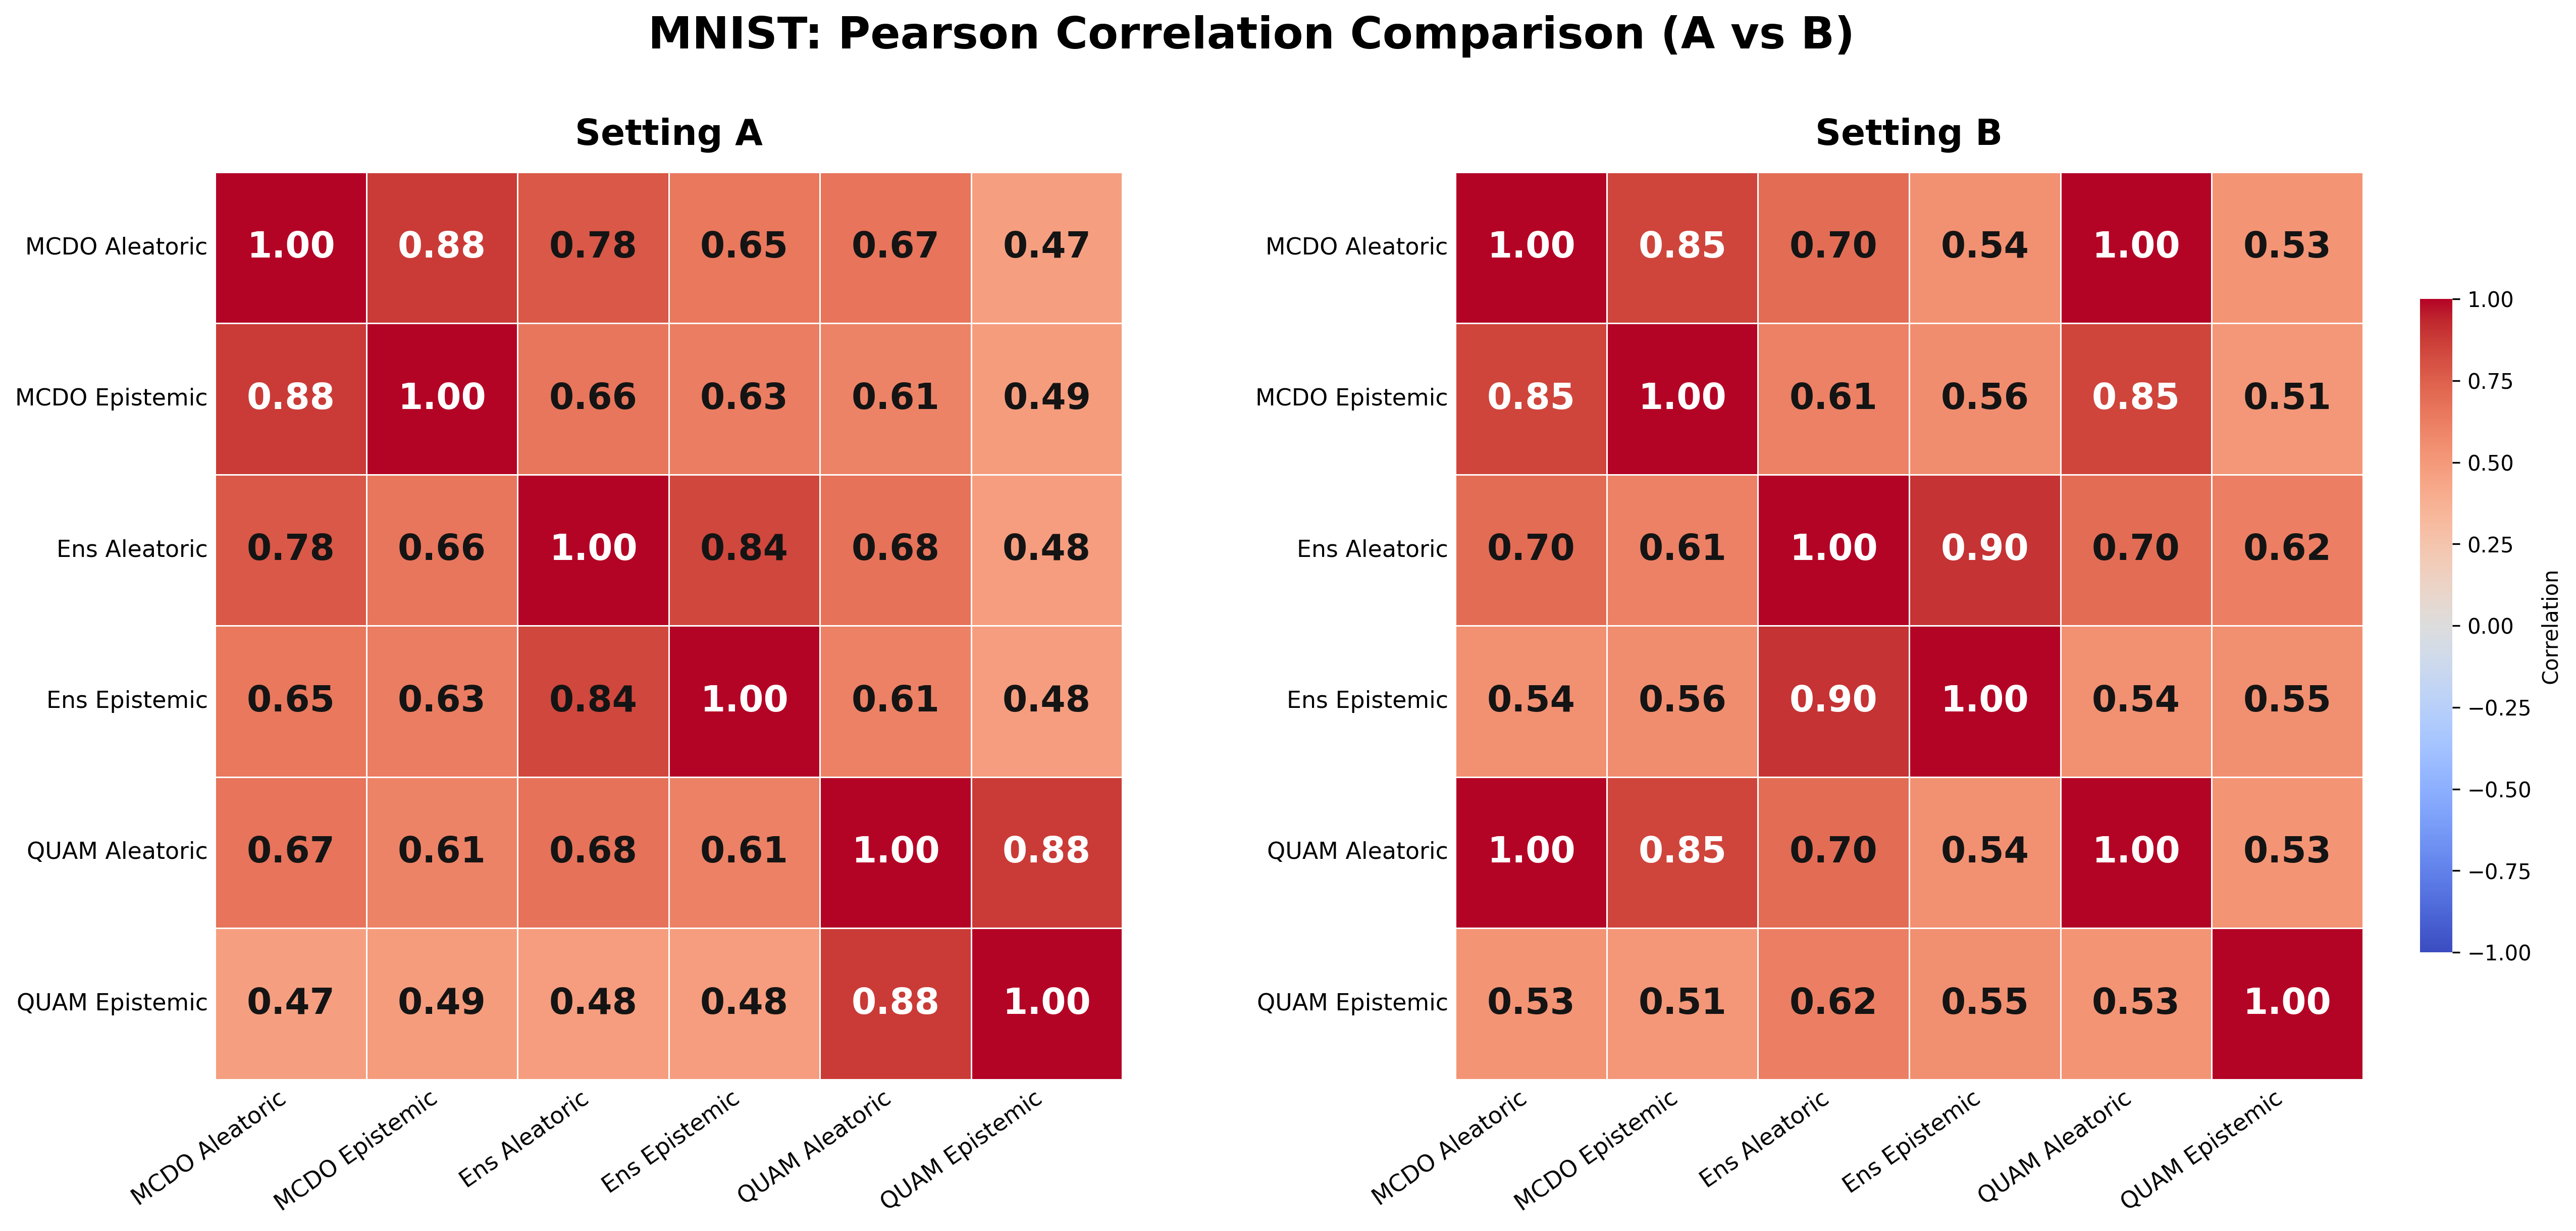 MNIST: Pearson Correlation Comparison (A vs B)
Setting A
MCDO Aleatoric 1.00 0.88 0.78 0.65 0.67 0.47
MCDO Epistemic 0.88 1.00 0.66 0.63 0.61 0.49
Ens Aleatoric 0.78 0.66 1.00 0.84 0.68 0.48
Ens Epistemic 0.65 0.63 0.84 1.00 0.61 0.48
QUAM Aleatoric 0.67 0.61 0.68 0.61 1.00 0.88
QUAM Epistemic 0.47 0.49 0.48 0.48 0.88 1.00
MCDO Aleatoric
MCDO Epistemic
Ens Aleatoric
Ens Epistemic
QUAM Aleatoric
QUAM Epistemic
Setting B
MCDO Aleatoric 1.00 0.85 0.70 0.54 1.00 0.53
MCDO Epistemic 0.85 1.00 0.61 0.56 0.85 0.51
Ens Aleatoric 0.70 0.61 1.00 0.90 0.70 0.62
Ens Epistemic 0.54 0.56 0.90 1.00 0.54 0.55
QUAM Aleatoric 1.00 0.85 0.70 0.54 1.00 0.53
QUAM Epistemic 0.53 0.51 0.62 0.55 0.53 1.00
MCDO Aleatoric
MCDO Epistemic
Ens Aleatoric
Ens Epistemic
QUAM Aleatoric
QUAM Epistemic
1.00
0.75
0.50
0.25
0.00
−0.25
−0.50
−0.75
−1.00
Correlation